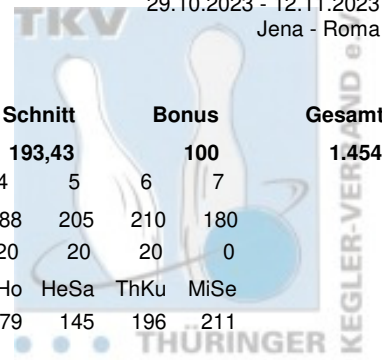 29.10.2023 - 12.11.2023
TKV
Jena - Roma
Schnitt Bonus Gesamt
193,43 100 1.454
4 5 6 7
88 205 210 180
20 20 20 0
Ho HeSa ThKu MiSe
79 145 196 211
THÜRINGER KEGLER-VERBAND e.V.